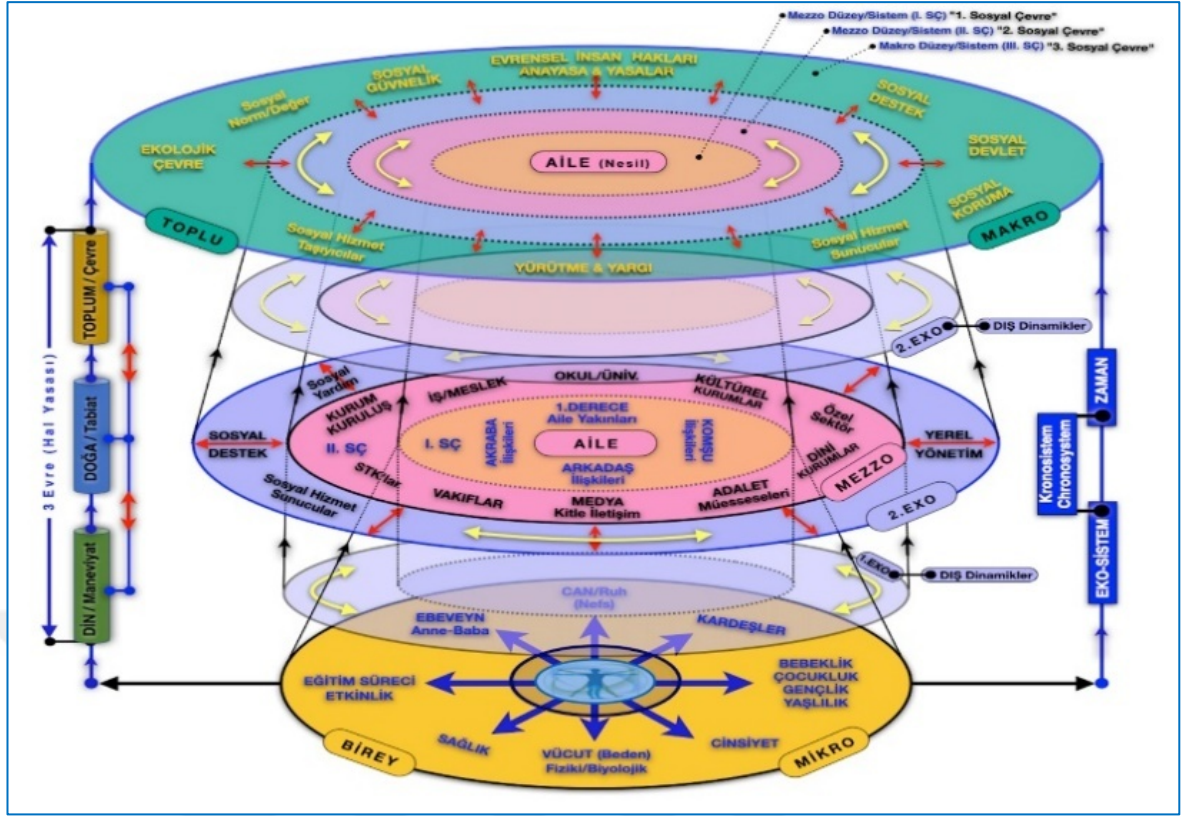 Mezzo Düzey/Sistem (I. SÇ) "1. Sosyal Çevre"
Mezzo Düzey/Sistem (II. SÇ) "2. Sosyal Çevre"
Makro Düzey/Sistem (III. SÇ) "3. Sosyal Çevre"
EVRENSEL İNSAN HAKLARI
ANAYASA & YASALAR
SOSYAL
GÜVNELİK
Sosyal
Norm/Değer
EKOLOJİK
ÇEVRE
SOSYAL
DESTEK
SOSYAL
DEVLET
SOSYAL
KORUMA
AİLE (Nesil)
TOPLU
MAKRO
Sosyal Hizmet
Taşıyıcılar
Sosyal Hizmet
Sunucular
YÜRÜTME & YARGI
2.EXO
DIŞ Dinamikler
3 Evre (Hal Yasası)
TOPLUM / Çevre
DOĞA / Tabiat
DİN / Maneviyat
Sosyal
Yardım
KURUM
KURULUŞ
İŞ/MESLEK
OKUL/ÜNİV.
KÜLTÜREL
KURUMLAR
Özel
Sektör
1.DERECE
Aile Yakınları
SOSYAL
DESTEK
II. SÇ
I. SÇ
AKRABA
İlişkileri
AİLE
KOMŞU
İlişkileri
DİNİ
KURUMLAR
YEREL
YÖNETİM
ARKADAŞ
İlişkileri
STK'lar
VAKIFLAR
MEDYA
Kitle İletişim
ADALET
Müesseseleri
MEZZO
Sosyal Hizmet
Sunucular
2.EXO
ZAMAN
Kronosistem
Chronosystem
EKO-SİSTEM
1.EXO
DIŞ Dinamikler
CAN/Ruh
(Nefs)
EBEVEYN
Anne-Baba
KARDEŞLER
EĞİTİM SÜRECİ
ETKİNLİK
BEBEKLİK
ÇOCUKLUK
GENÇLİK
YAŞLILIK
SAĞLIK
VÜCUT (Beden)
Fiziki/Biyolojik
CİNSİYET
BİREY
MİKRO